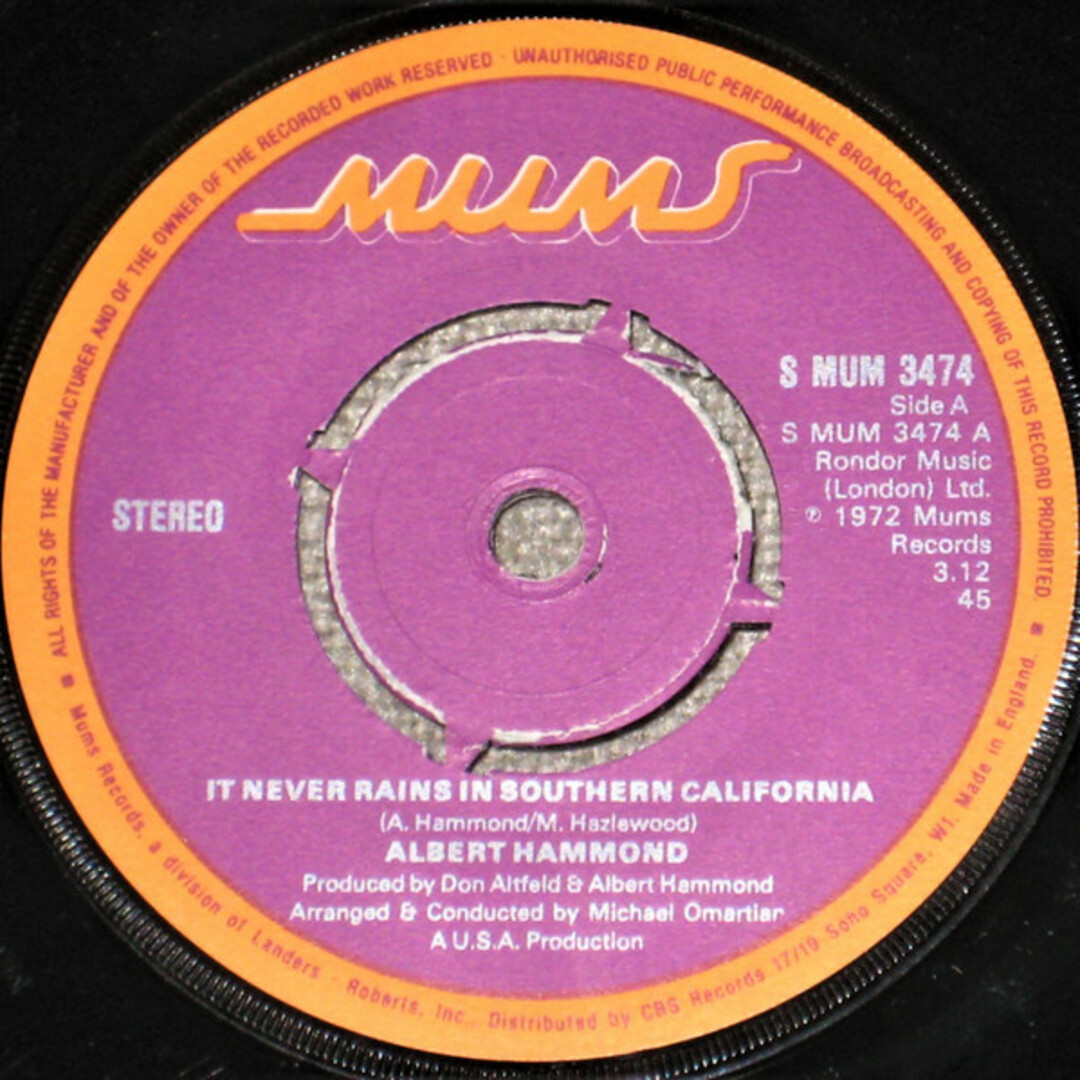 ALL RIGHTS OF THE MANUFACTURER AND OF THE OWNER OF THE RECORDED WORK RESERVED · UNAUTHORISED PUBLIC PERFORMANCE BROADCASTING AND COPYING OF THIS RECORD PROHIBITED
mums
S MUM 3474
Side A
S MUM 3474 A
Rondor Music
(London) Ltd.
℗ 1972 Mums
Records
3.12
45
STEREO
IT NEVER RAINS IN SOUTHERN CALIFORNIA
(A. Hammond/M. Hazlewood)
ALBERT HAMMOND
Produced by Don Altfeld & Albert Hammond
Arranged & Conducted by Michael Omartian
A U.S.A. Production
Mums Records, a division of Landers · Roberts, Inc., Distributed by CBS Records 17/19 Soho Square, W1. Made in England.